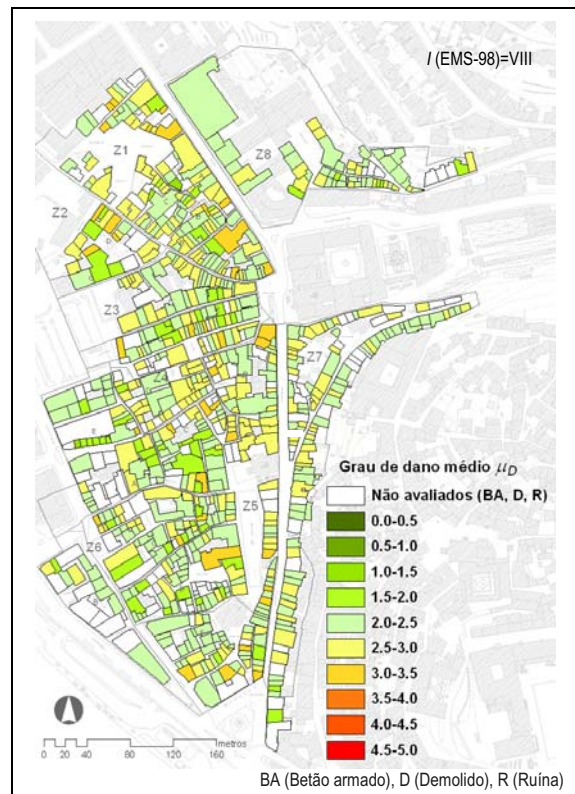 I (EMS-98)=VIII
Z1
Z8
Z2
Z3
Z7
Z4
Z5
Z6
Grau de dano médio μD
Não avaliados (BA, D, R)
0.0-0.5
0.5-1.0
1.0-1.5
1.5-2.0
2.0-2.5
2.5-3.0
3.0-3.5
3.5-4.0
4.0-4.5
4.5-5.0
0 20 40 80 120 160 metros
BA (Betão armado), D (Demolido), R (Ruína)